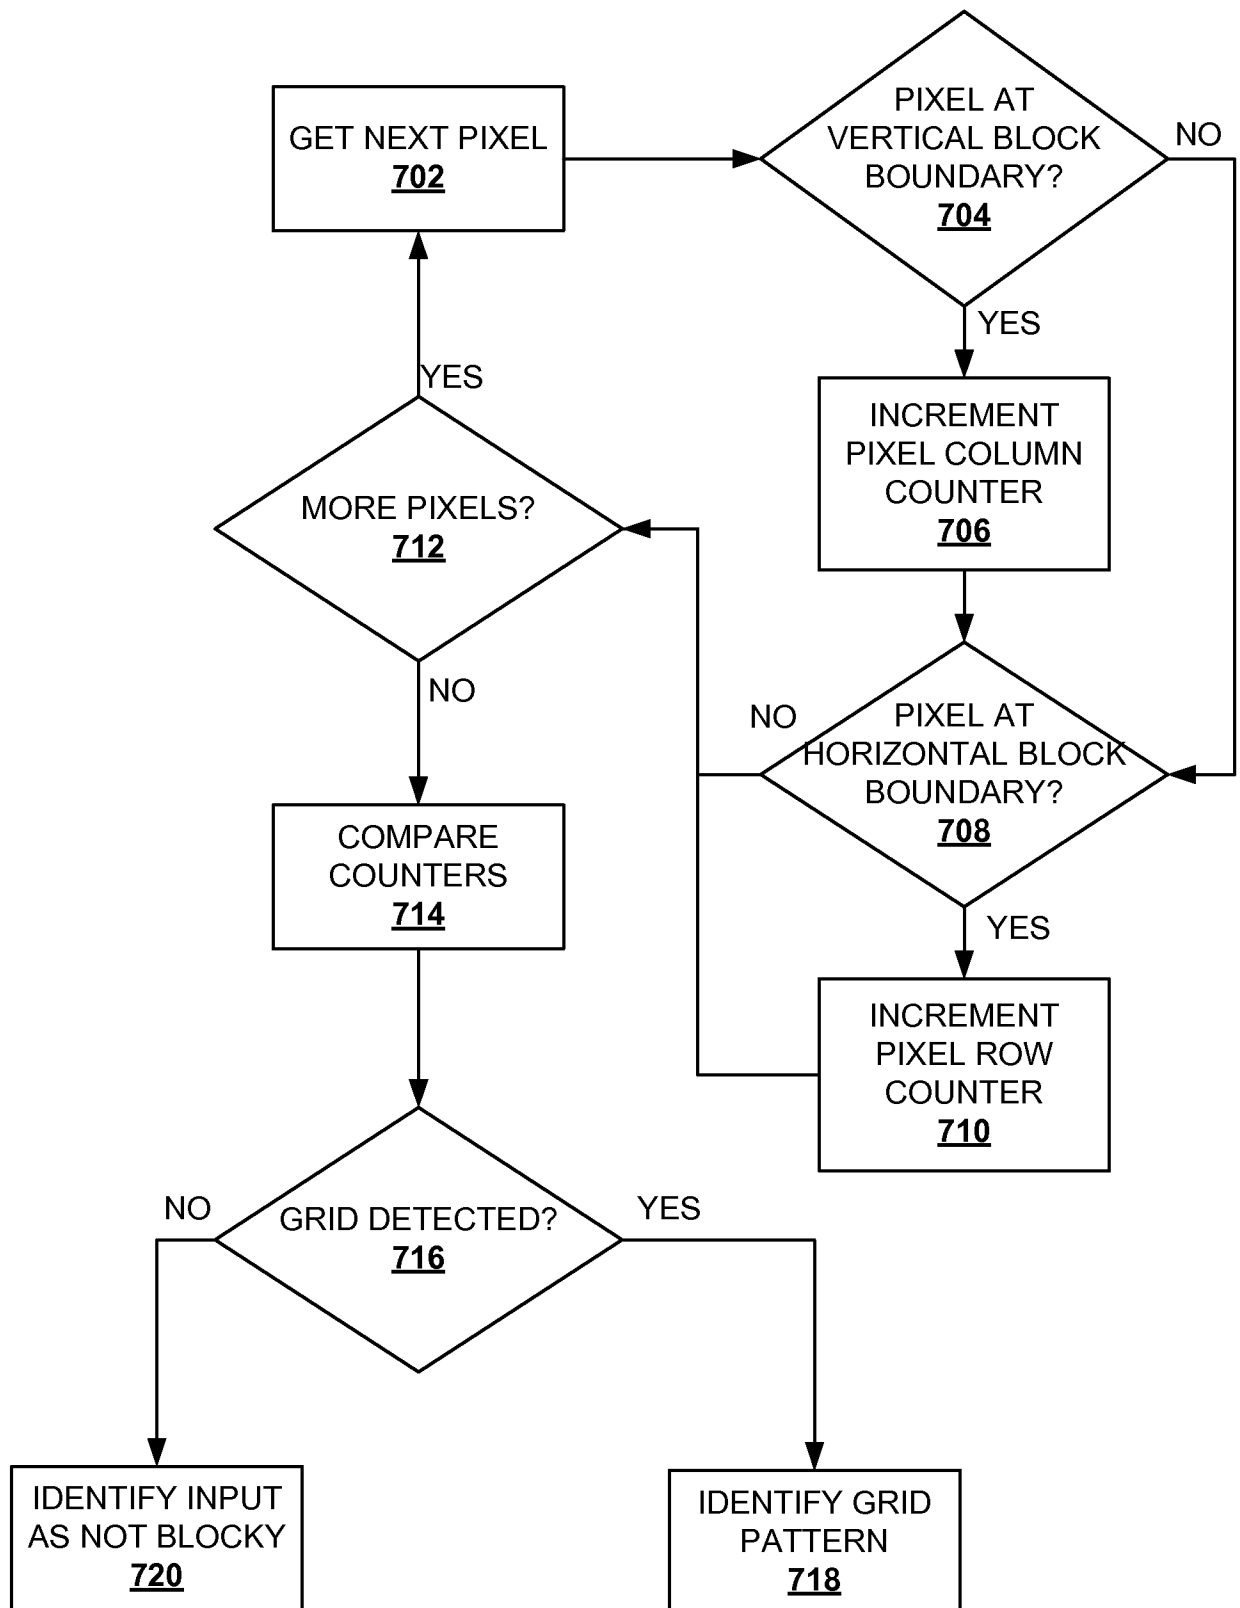 GET NEXT PIXEL
702
PIXEL AT
VERTICAL BLOCK
BOUNDARY?
704
NO
YES
INCREMENT
PIXEL COLUMN
COUNTER
706
YES
MORE PIXELS?
712
NO
PIXEL AT
HORIZONTAL BLOCK
BOUNDARY?
708
NO
YES
INCREMENT
PIXEL ROW
COUNTER
710
COMPARE
COUNTERS
714
GRID DETECTED?
716
NO
YES
IDENTIFY INPUT
AS NOT BLOCKY
720
IDENTIFY GRID
PATTERN
718